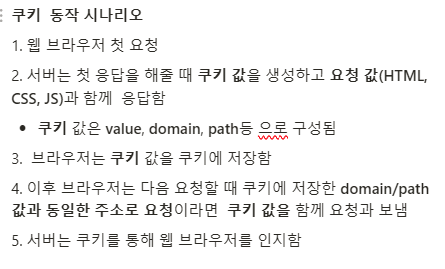 쿠키 동작 시나리오
1. 웹 브라우저 첫 요청
2. 서버는 첫 응답을 해줄 때 쿠키 값을 생성하고 요청 값(HTML,
CSS, JS)과 함께 응답함
• 쿠키 값은 value, domain, path등 으로 구성됨
3. 브라우저는 쿠키 값을 쿠키에 저장함
4. 이후 브라우저는 다음 요청할 때 쿠키에 저장한 domain/path
값과 동일한 주소로 요청이라면 쿠키 값을 함께 요청과 보냄
5. 서버는 쿠키를 통해 웹 브라우저를 인지함